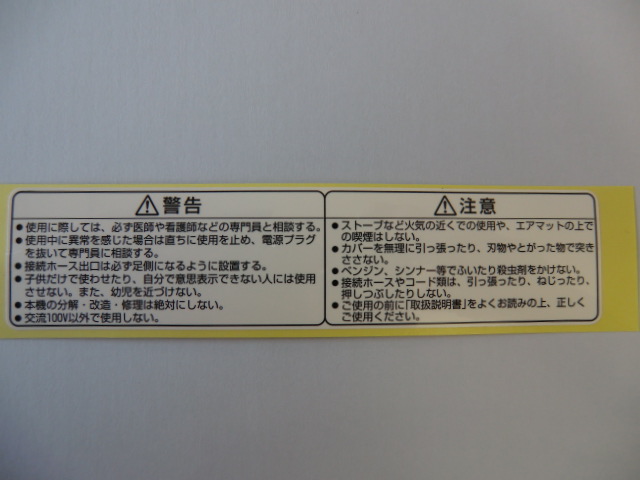 警告
●使用に際しては、必ず医師や看護師などの専門員と相談する。
●使用中に異常を感じた場合は直ちに使用を止め、電源プラグ
を抜いて専門員に相談する。
●接続ホース出口は必ず足側になるように設置する。
●子供だけで使わせたり、自分で意思表示できない人には使用
させない。また、幼児を近づけない。
●本機の分解・改造・修理は絶対にしない。
●交流100V以外で使用しない。
注意
●ストーブなど火気の近くでの使用や、エアマットの上で
の喫煙はしない。
●カバーを無理に引っ張ったり、刃物やとがった物で突き
ささない。
●ベンジン、シンナー等でふいたり殺虫剤をかけない。
●接続ホースやコード類は、引っ張ったり、ねじったり、
押しつぶしたりしない。
●ご使用の前に「取扱説明書」をよくお読みの上、正しく
ご使用ください。